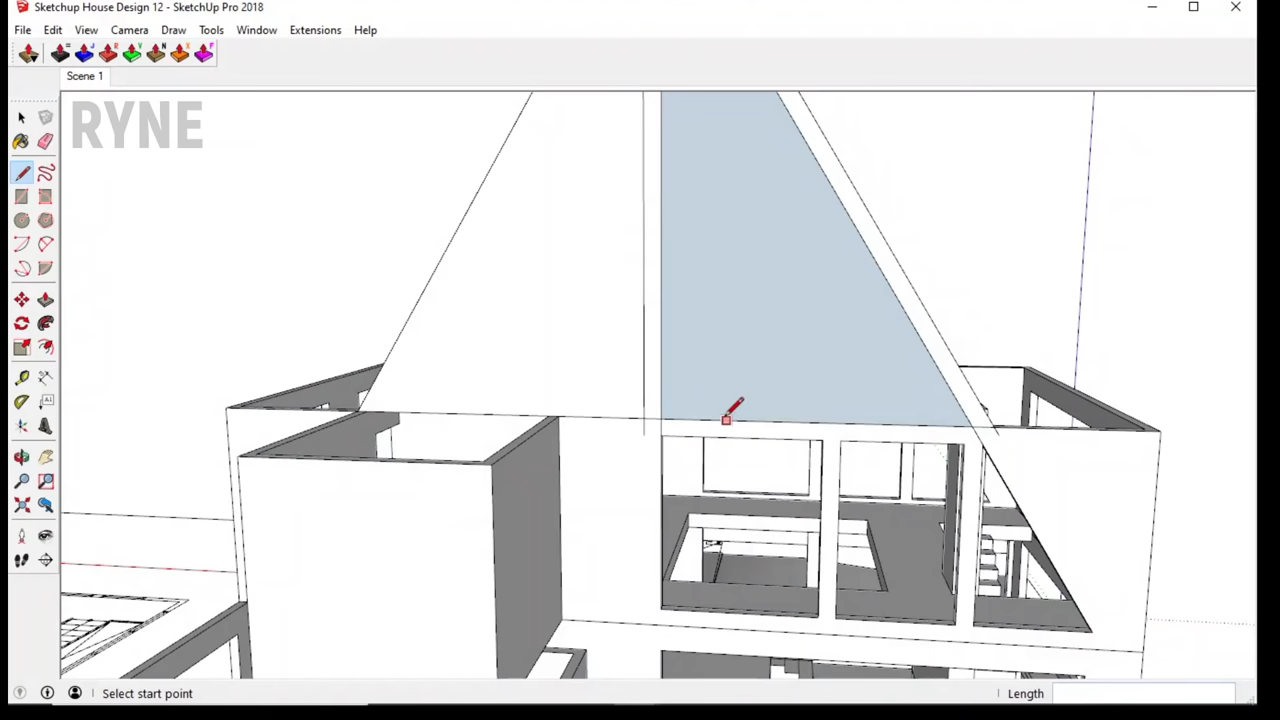 Sketchup House Design 12 - SketchUp Pro 2018
File Edit View Camera Draw Tools Window Extensions Help
Scene 1
RYNE
Select start point
Length